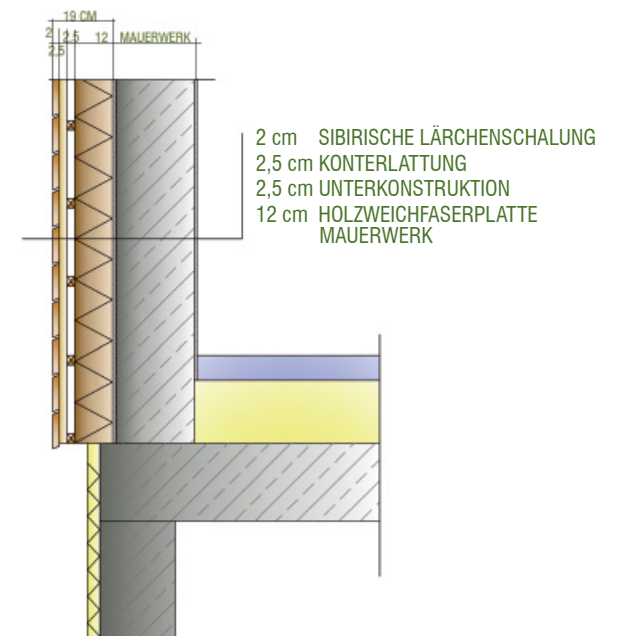 19 CM
2 2,5 12 MAUERWERK
2,5
2 cm SIBIRISCHE LÄRCHENSCHALUNG
2,5 cm KONTERLATTUNG
2,5 cm UNTERKONSTRUKTION
12 cm HOLZWEICHFASERPLATTE
MAUERWERK